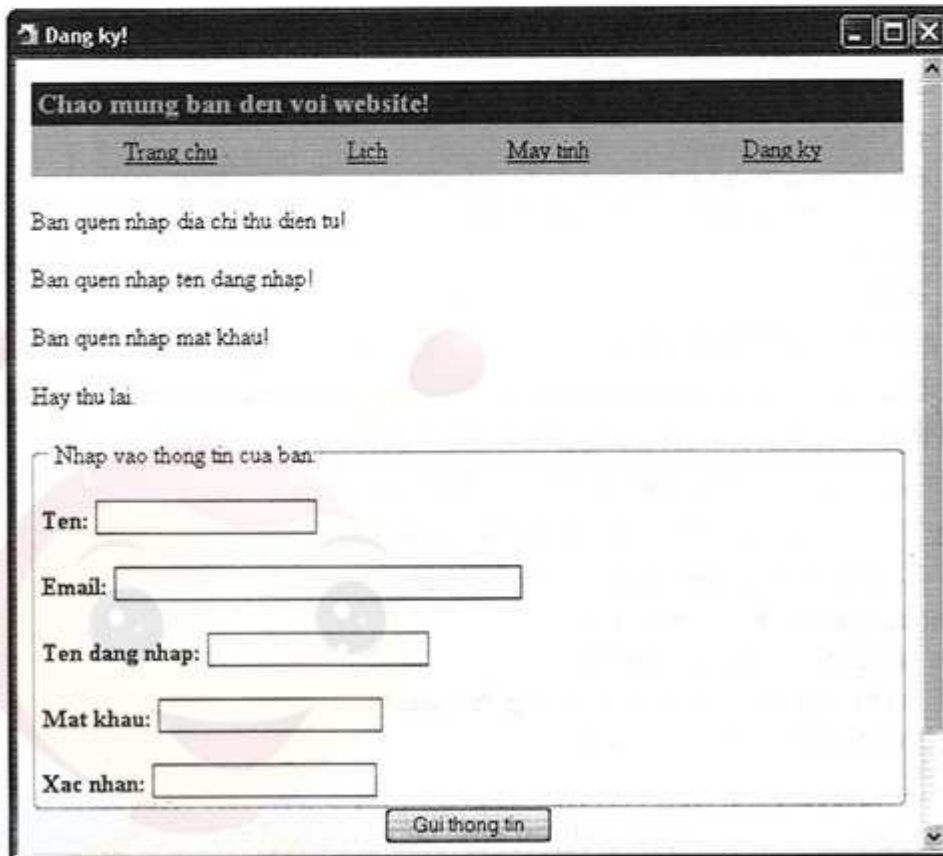 Dang ky!
Chao mung ban den voi website!
Trang chu Lich May tinh Dang ky
Ban quen nhap dia chi thu dien tu!
Ban quen nhap ten dang nhap!
Ban quen nhap mat khau!
Hay thu lai.
Nhap vao thong tin cua ban:
Ten:
Email:
Ten dang nhap:
Mat khau:
Xac nhan:
Gui thong tin